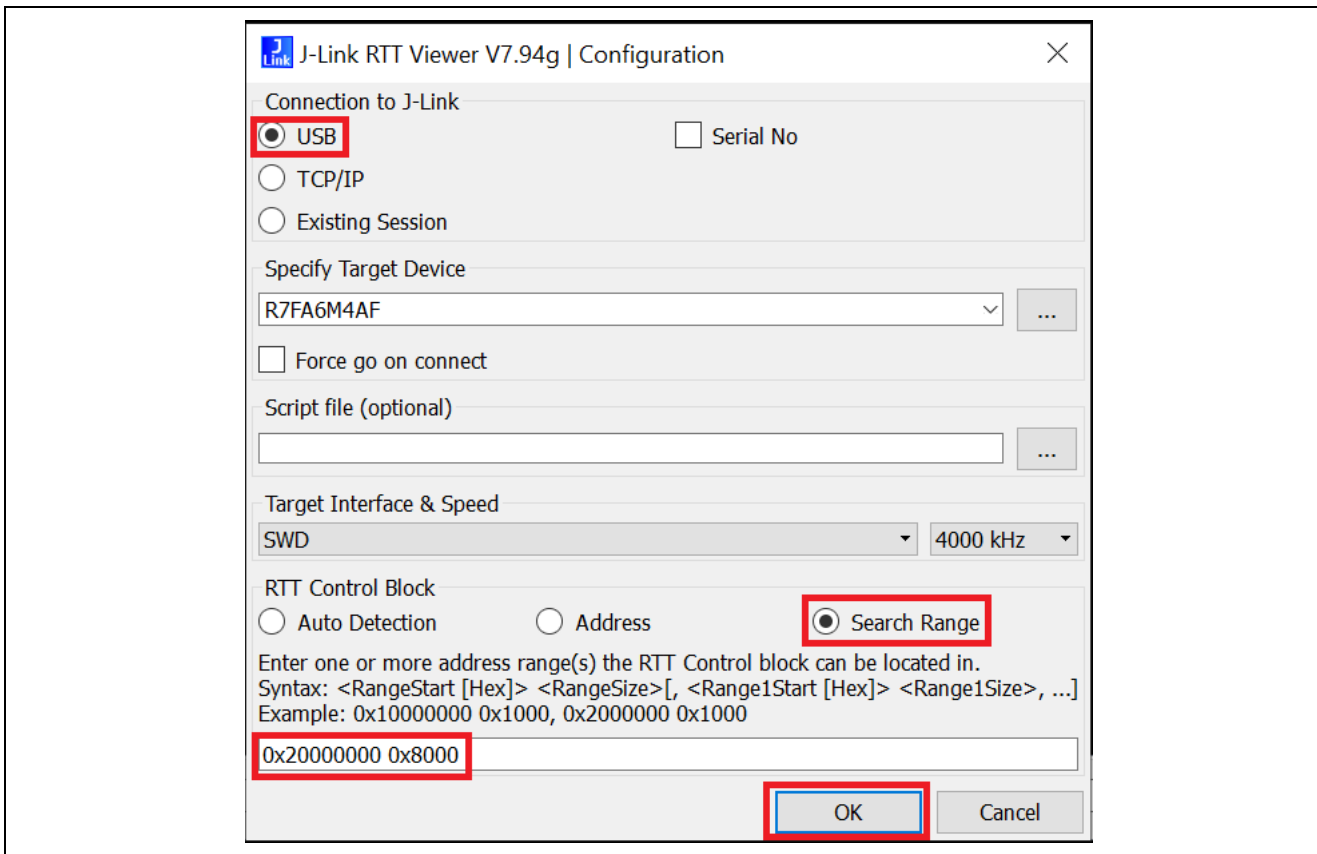 J-Link RTT Viewer V7.94g | Configuration
Connection to J-Link
USB
Serial No
TCP/IP
Existing Session
Specify Target Device
R7FA6M4AF
...
Force go on connect
Script file (optional)
...
Target Interface & Speed
SWD
4000 kHz
RTT Control Block
Auto Detection
Address
Search Range
Enter one or more address range(s) the RTT Control block can be located in.
Syntax: <RangeStart [Hex]> <RangeSize>[, <Range1Start [Hex]> <Range1Size>, ...]
Example: 0x10000000 0x1000, 0x2000000 0x1000
0x20000000 0x8000
OK
Cancel